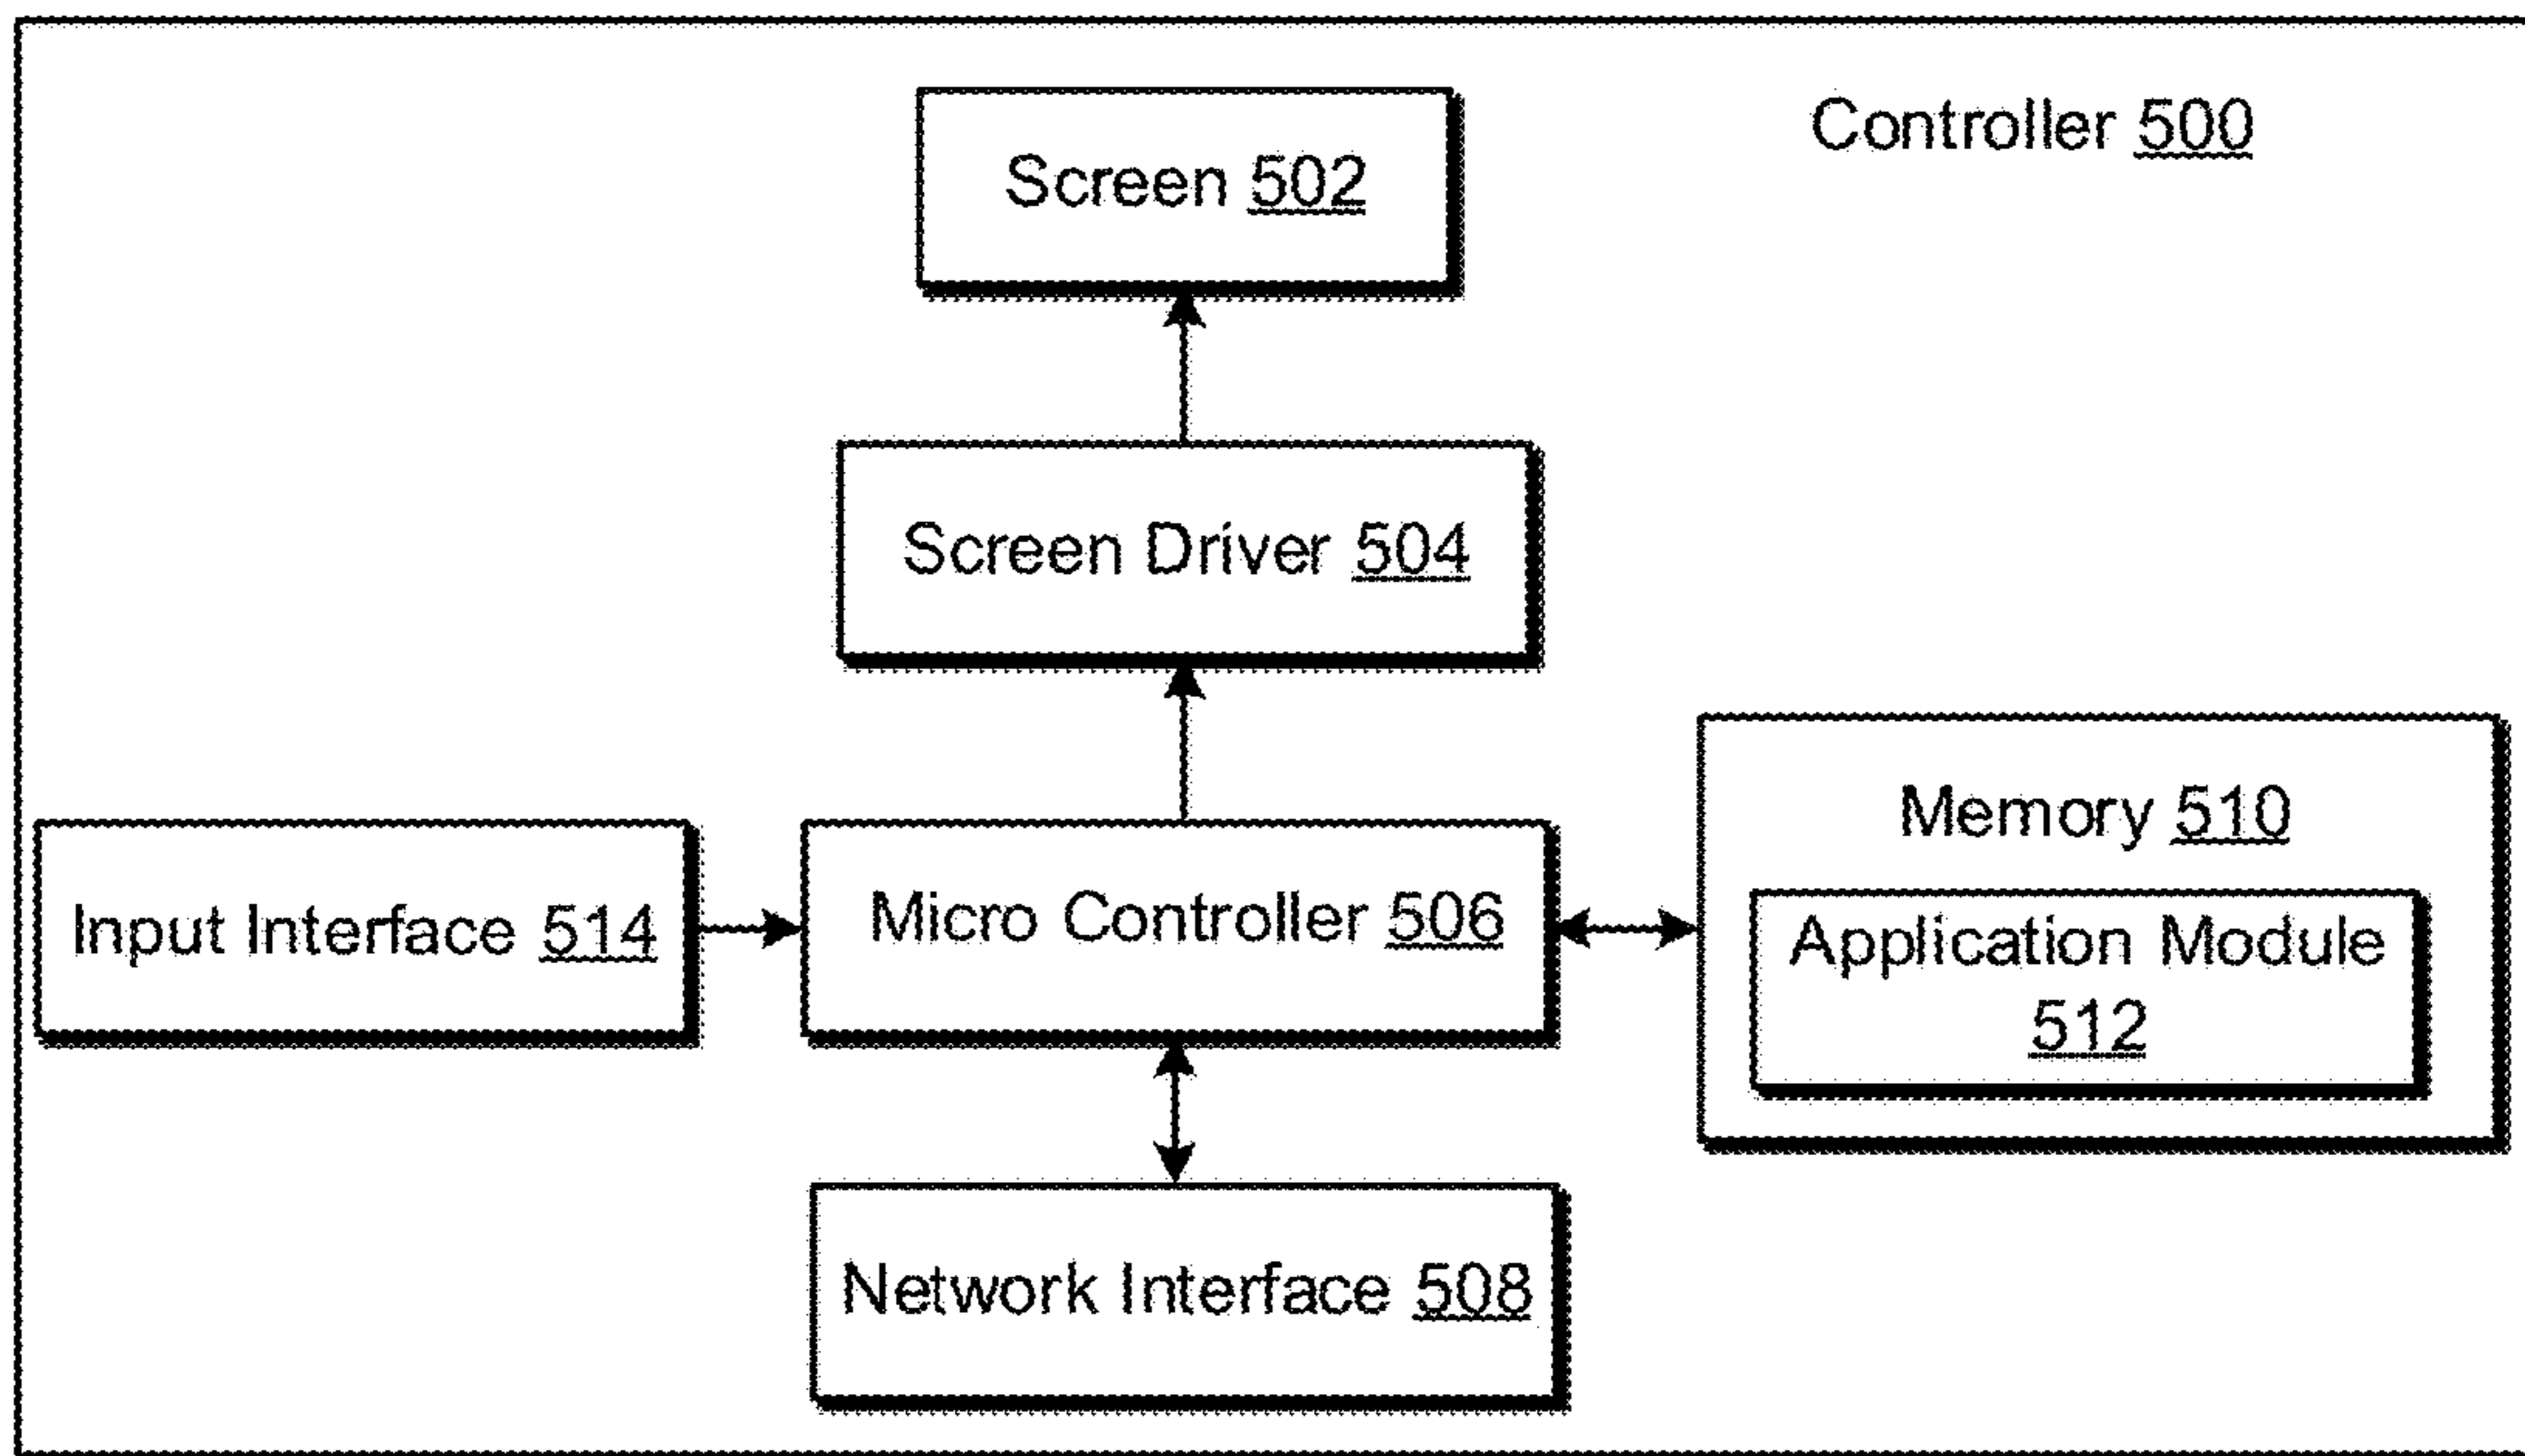 Controller 500
Screen 502
Screen Driver 504
Input Interface 514
Micro Controller 506
Memory 510
Application Module
512
Network Interface 508